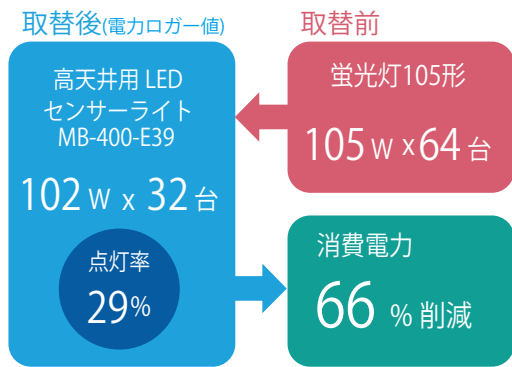 取替後(電力ロガー値)
高天井用 LED
センサーライト
MB-400-E39
102 W x 32 台
点灯率
29%
取替前
蛍光灯105形
105 W x 64 台
消費電力
66 % 削減